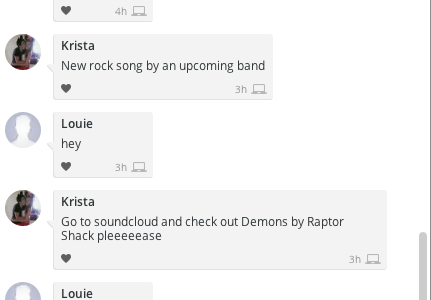 4h
Krista
New rock song by an upcoming band
3h
Louie
hey
3h
Krista
Go to soundcloud and check out Demons by Raptor
Shack pleeeeease
3h
Louie